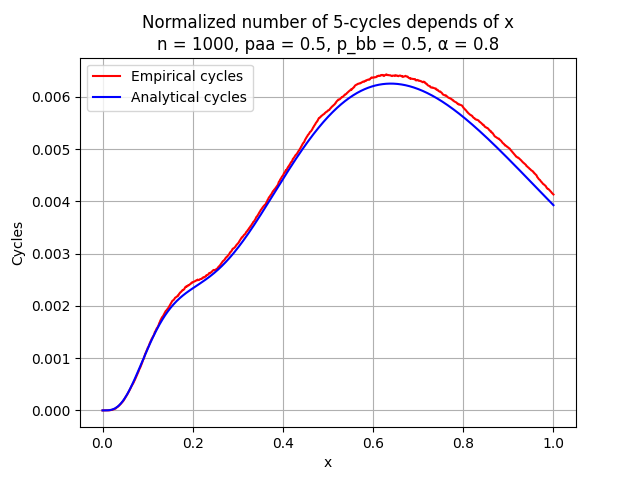 Normalized number of 5-cycles depends of x
n = 1000, paa = 0.5, p_bb = 0.5, α = 0.8
Empirical cycles
Analytical cycles
0.006
0.005
0.004
0.003
0.002
0.001
0.000
Cycles
0.0 0.2 0.4 0.6 0.8 1.0
x